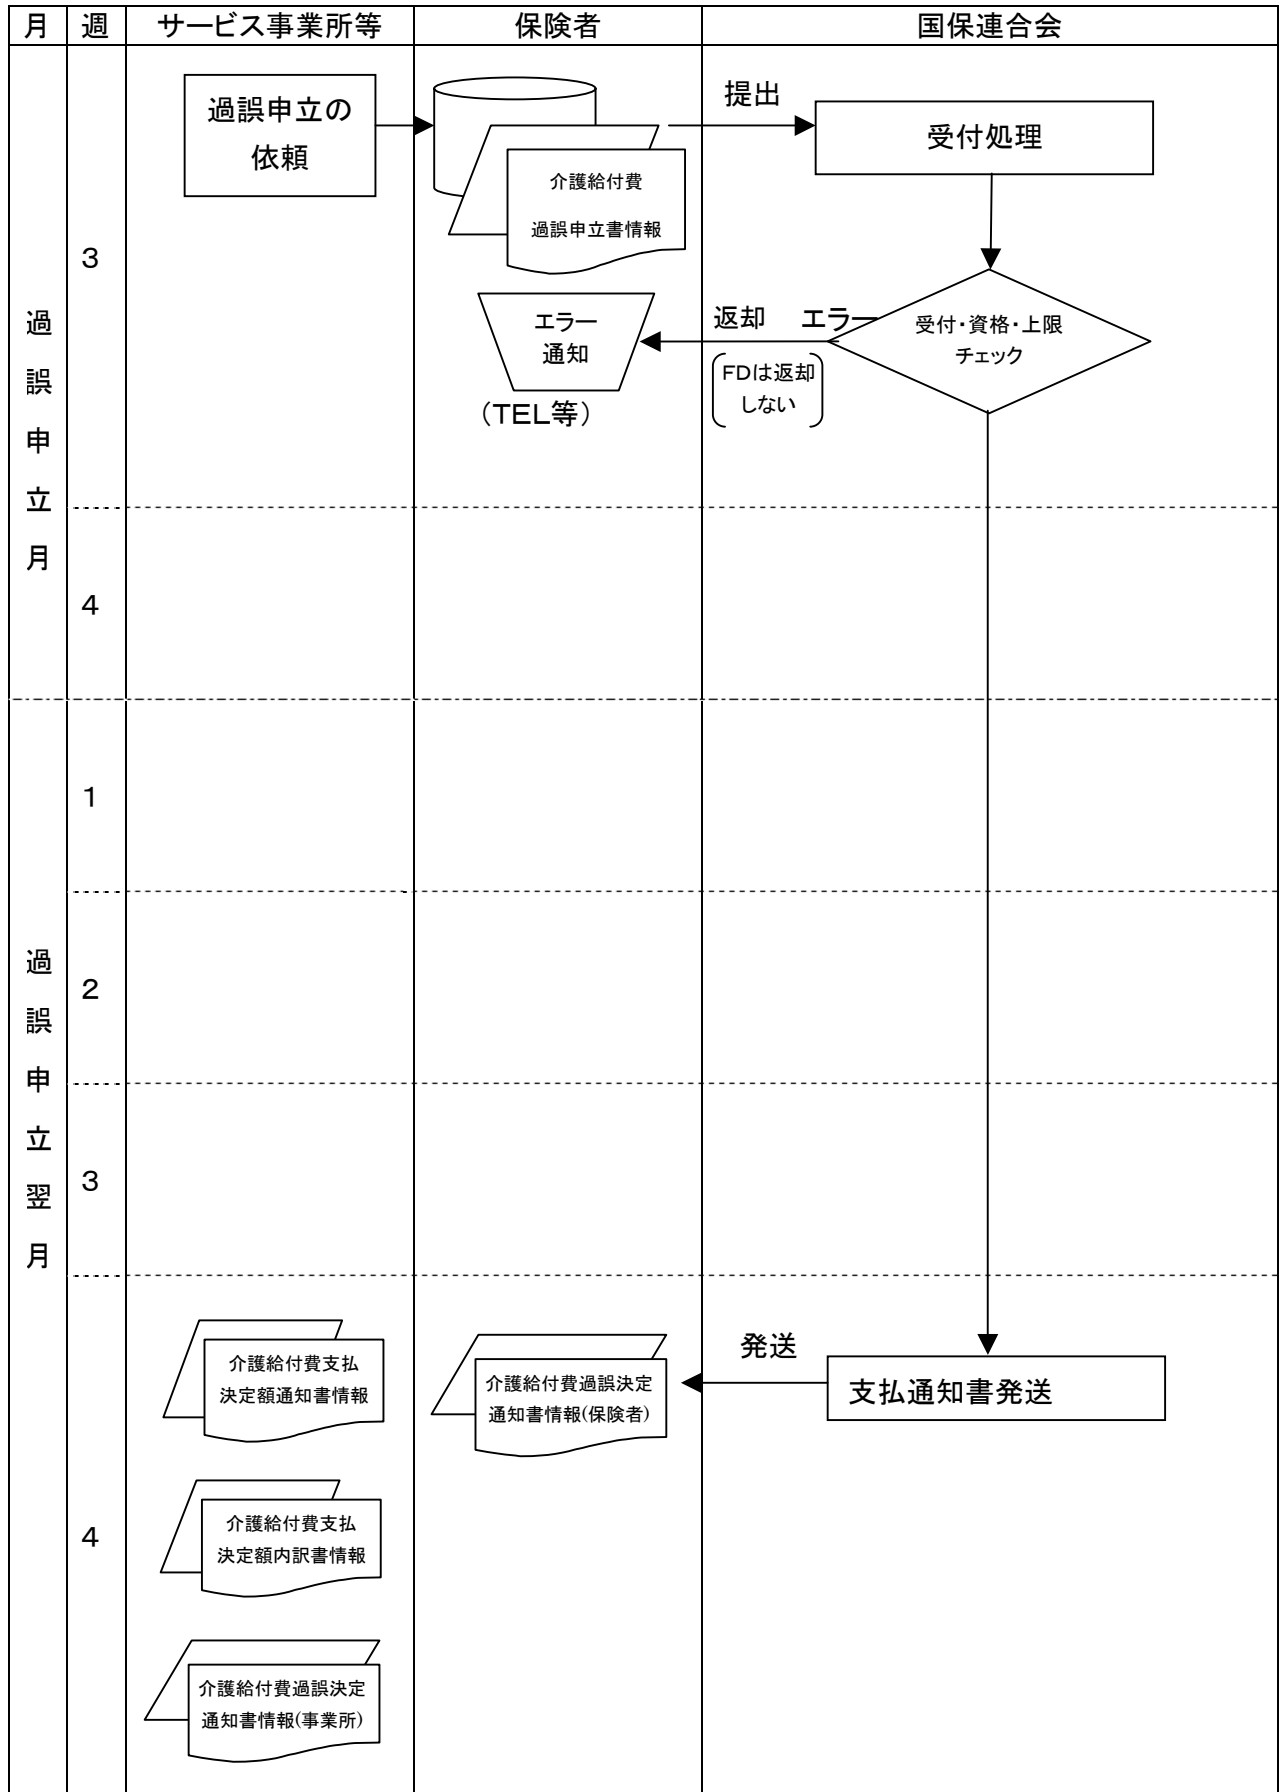 月 週 サービス事業所等 保険者 国保連合会
過誤申立月
3
過誤申立の
依頼
介護給付費
過誤申立書情報
提出
受付処理
受付・資格・上限
チェック
エラー
返却
FDは返却
しない
エラー
通知
（TEL等）
4
過誤申立翌月
1
2
3
4
介護給付費支払
決定額通知書情報
介護給付費支払
決定額内訳書情報
介護給付費過誤決定
通知書情報(事業所)
介護給付費過誤決定
通知書情報(保険者)
発送
支払通知書発送